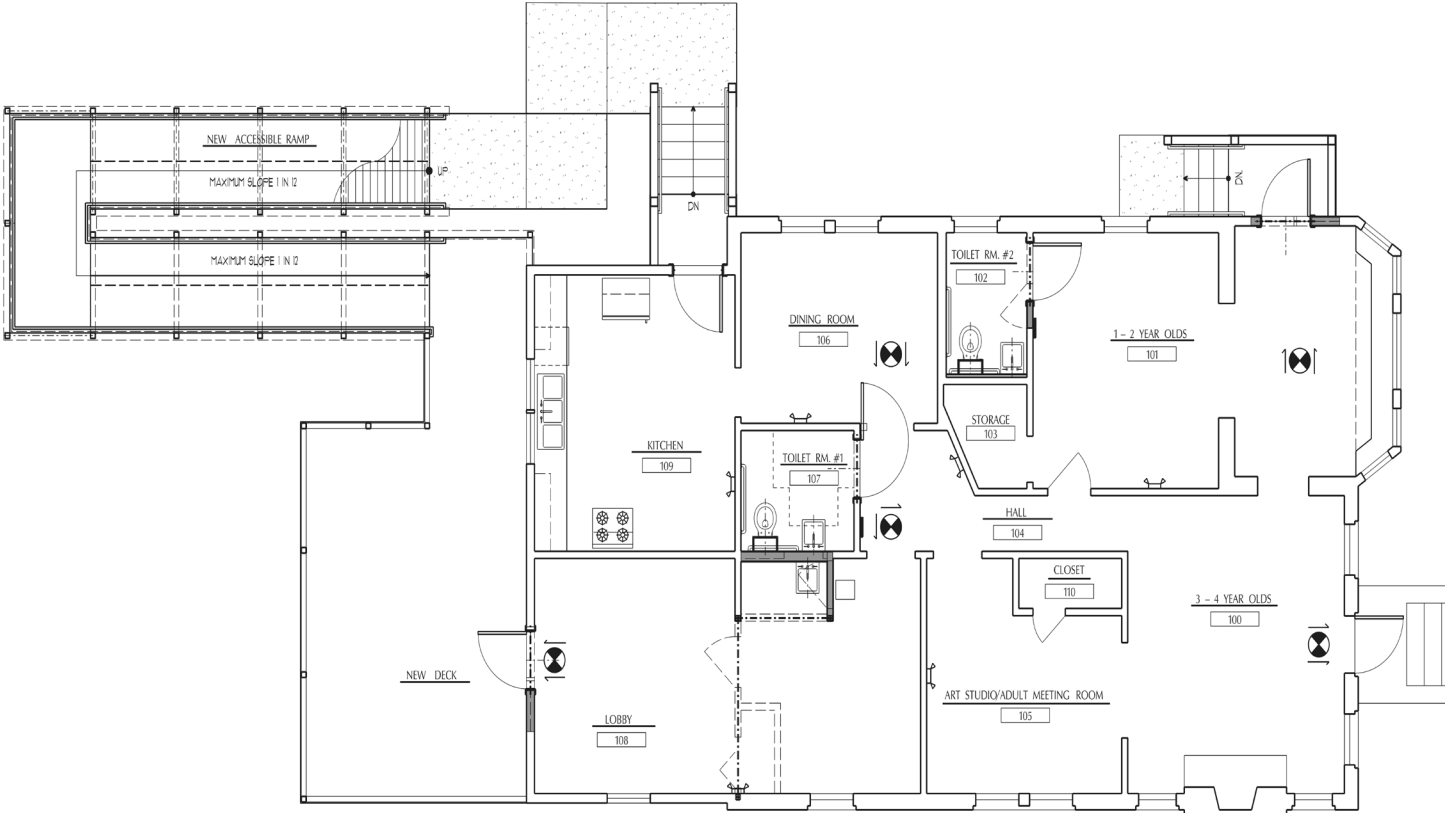 NEW ACCESSIBLE RAMP
MAXIMUM SLOPE 1 IN 12
UP
MAXIMUM SLOPE 1 IN 12
DN
DN
TOILET RM. #2
102
DINING ROOM
106
1 - 2 YEAR OLDS
101
STORAGE
103
KITCHEN
109
TOILET RM. #1
107
HALL
104
CLOSET
110
3 - 4 YEAR OLDS
100
NEW DECK
LOBBY
108
ART STUDIO/ADULT MEETING ROOM
105